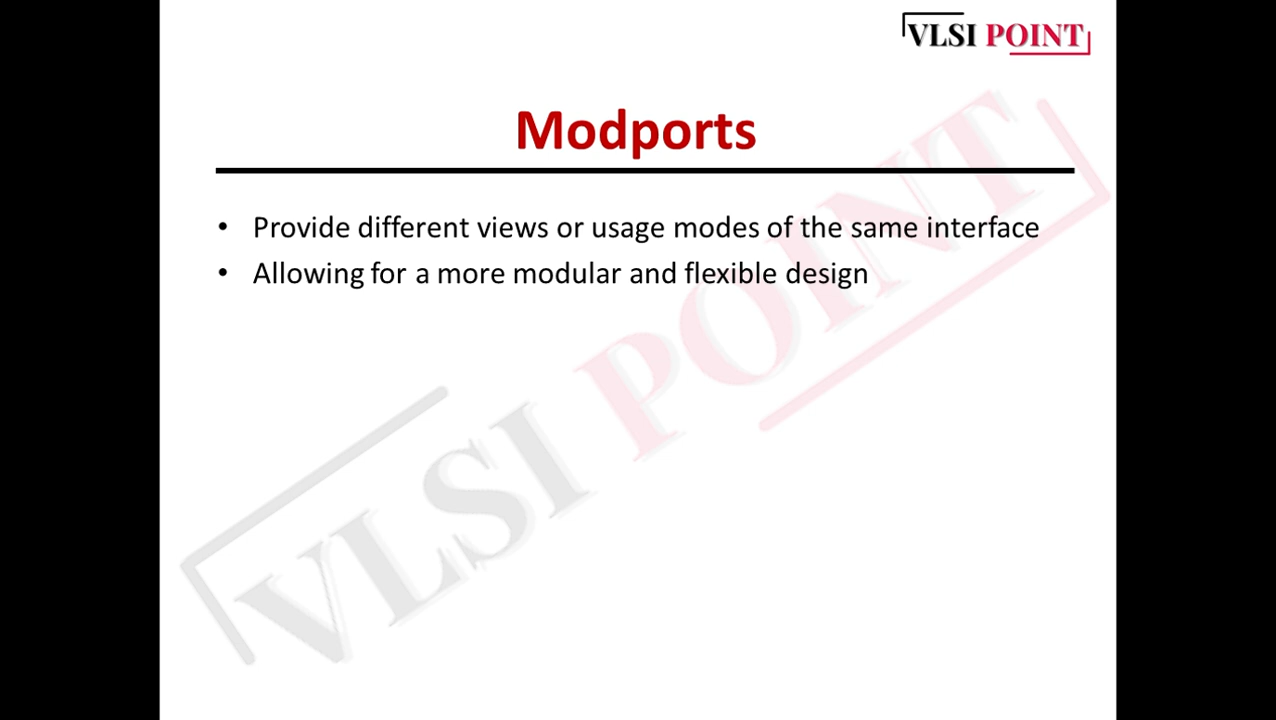 VLSI POINT
Modports
• Provide different views or usage modes of the same interface
• Allowing for a more modular and flexible design
VLSI POINT